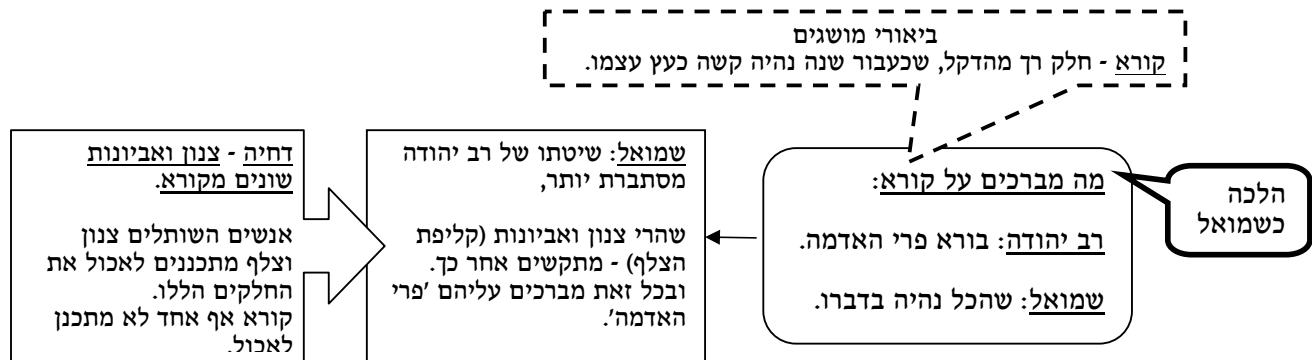 ביאורי מושגים
קורא - חלק רך מהדקל, שכעבור שנה נהיה קשה כעץ עצמו.
הלכה
כשמואל
מה מברכים על קורא:
רב יהודה: בורא פרי האדמה.
שמואל: שהכל נהיה בדברו.
שמואל: שיטתו של רב יהודה
מסתברת יותר,
שהרי צנון ואביונות (קליפת
הצלף) - מתקשים אחר כך.
ובכל זאת מברכים עליהם 'פרי
האדמה'.
דחיה - צנון ואביונות
שונים מקורא.
אנשים השותלים צנון
וצלף מתכננים לאכול את
החלקים הללו.
קורא אף אחד לא מתכנן
לאכול.